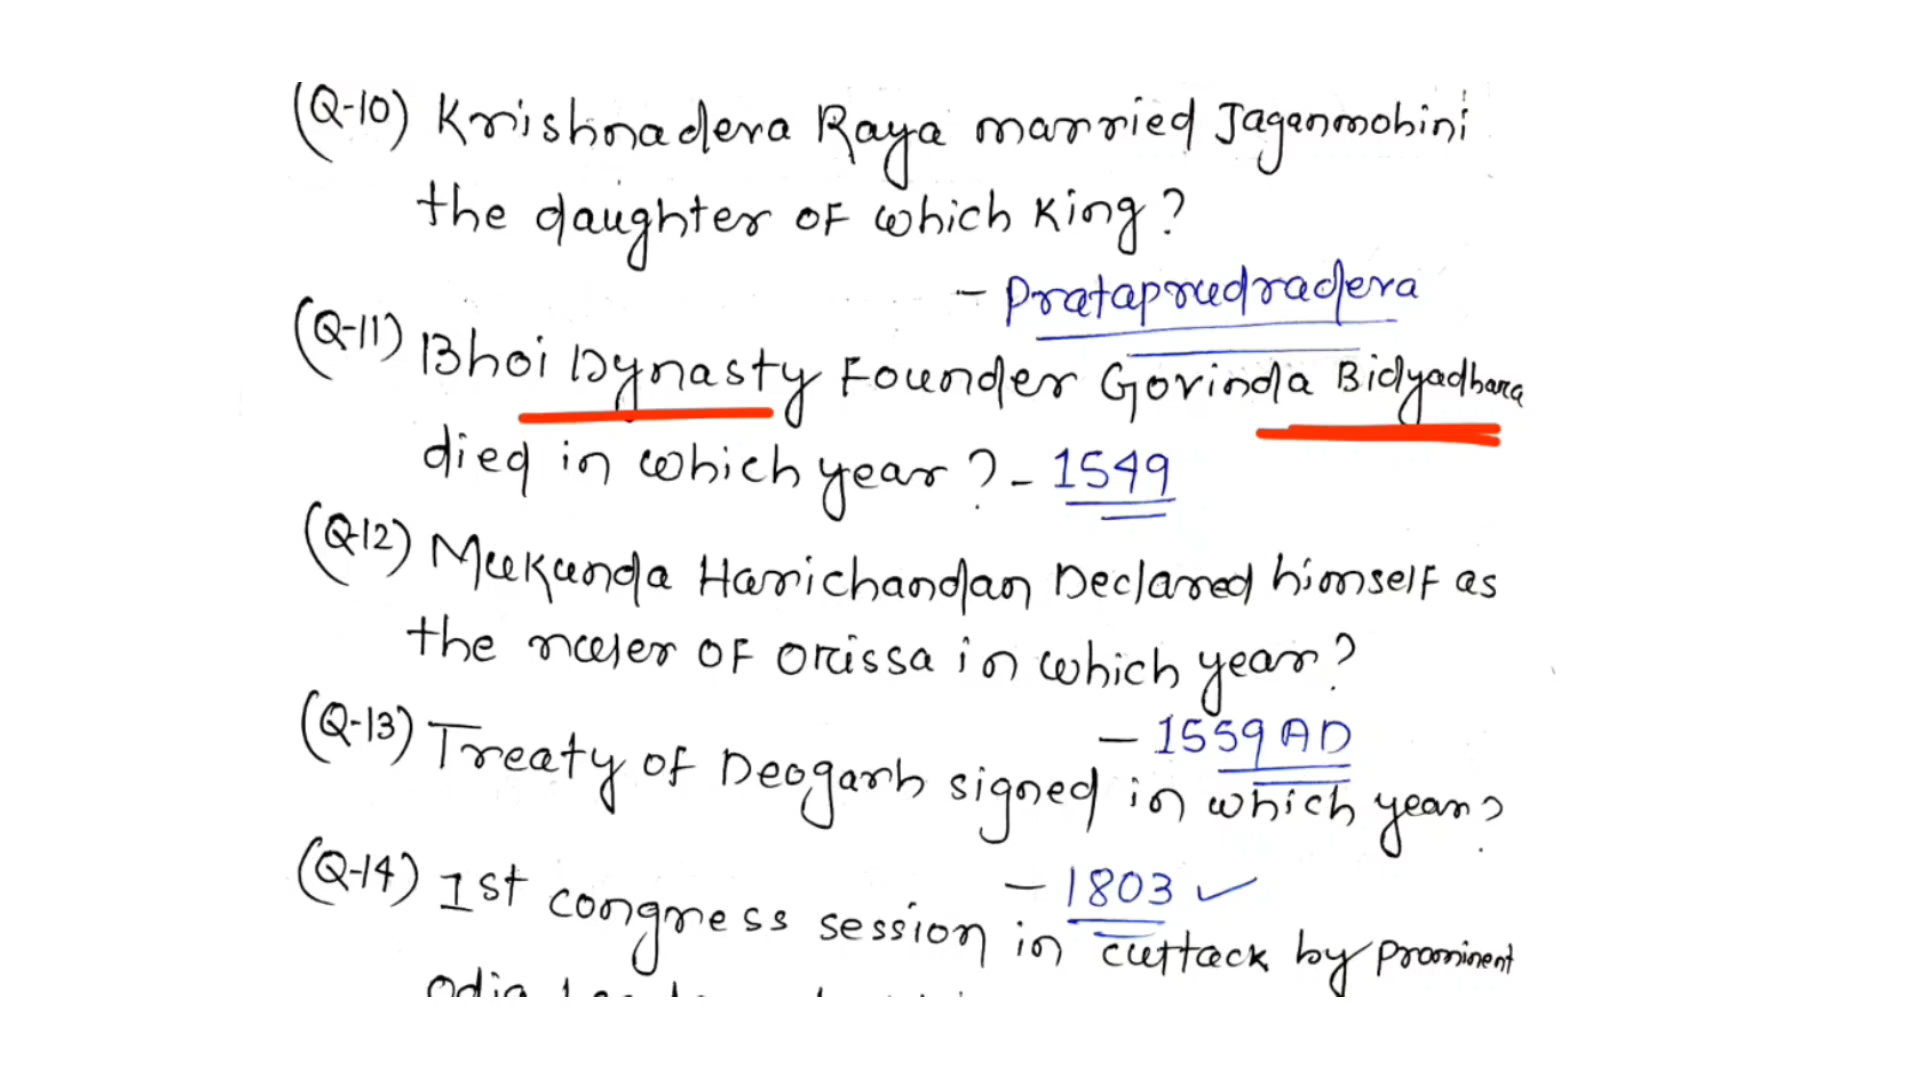 (Q-10) Krishnadeva Raya married Jaganmohini
the daughter OF which King?
- Prataprudradeva
(Q-11) Bhoi Dynasty Founder Govinda Bidyadhara
died in which year? - 1549
(Q-12) Mukunda Harichandan Declared himself as
the ruler OF Orissa in which year?
- 1559 AD
(Q-13) Treaty of Deogarh signed in which year?
- 1803 ✓
(Q-14) 1st congress session in cuttack by prominent
Odia